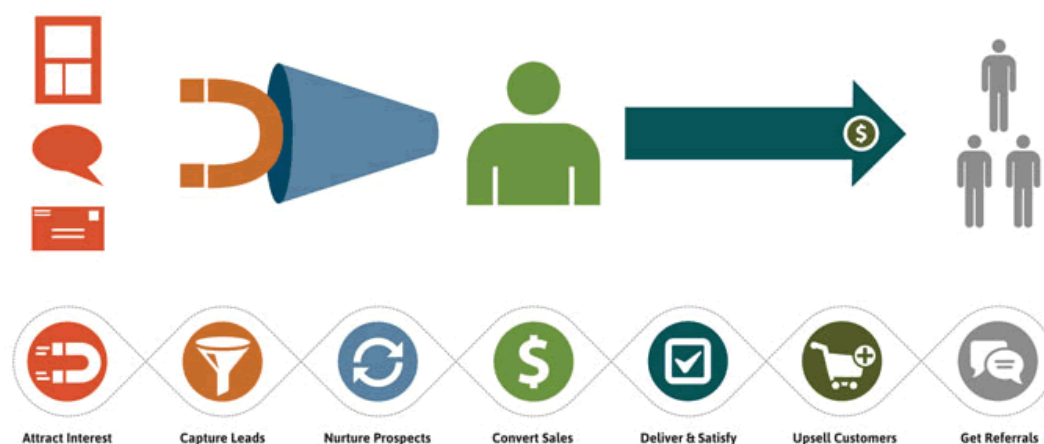 $
$
Attract Interest
Capture Leads
Nurture Prospects
Convert Sales
Deliver & Satisfy
Upsell Customers
Get Referrals